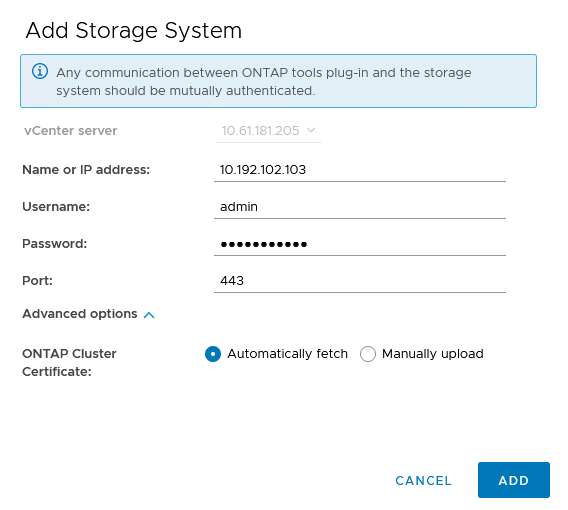 Add Storage System
Any communication between ONTAP tools plug-in and the storage
system should be mutually authenticated.
vCenter server 10.61.181.205
Name or IP address: 10.192.102.103
Username: admin
Password: •••••••••••
Port: 443
Advanced options
ONTAP Cluster Automatically fetch Manually upload
Certificate:
CANCEL ADD